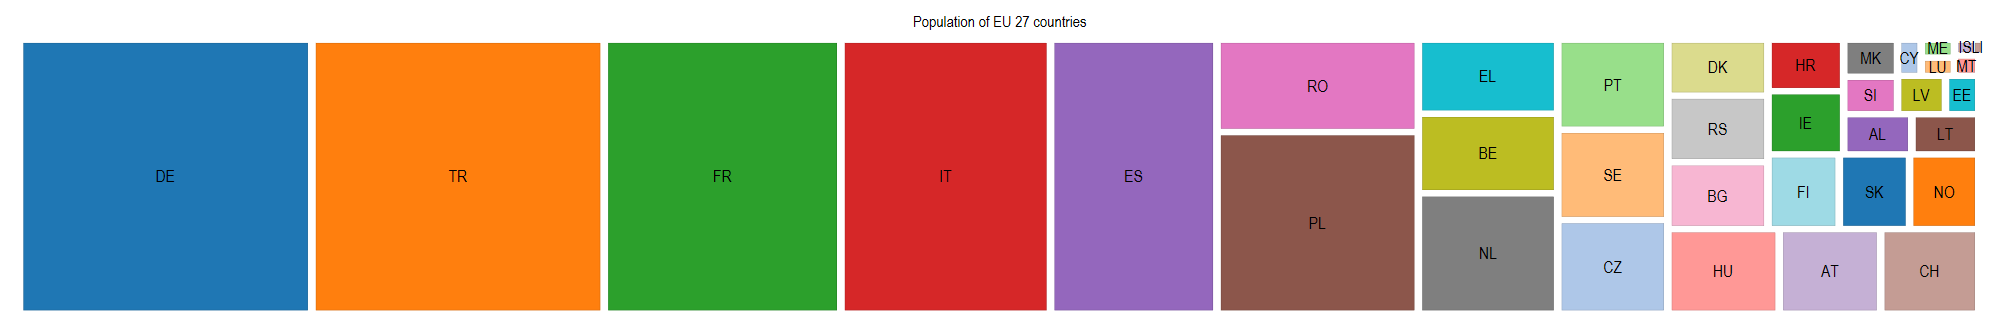 Population of EU 27 countries
DE
TR
FR
IT
ES
RO
PL
EL
BE
NL
PT
SE
CZ
DK
RS
BG
HU
HR
IE
FI
AT
CH
MK
CY
ME
LU
ISLI
MT
SI
LV
EE
AL
LT
SK
NO